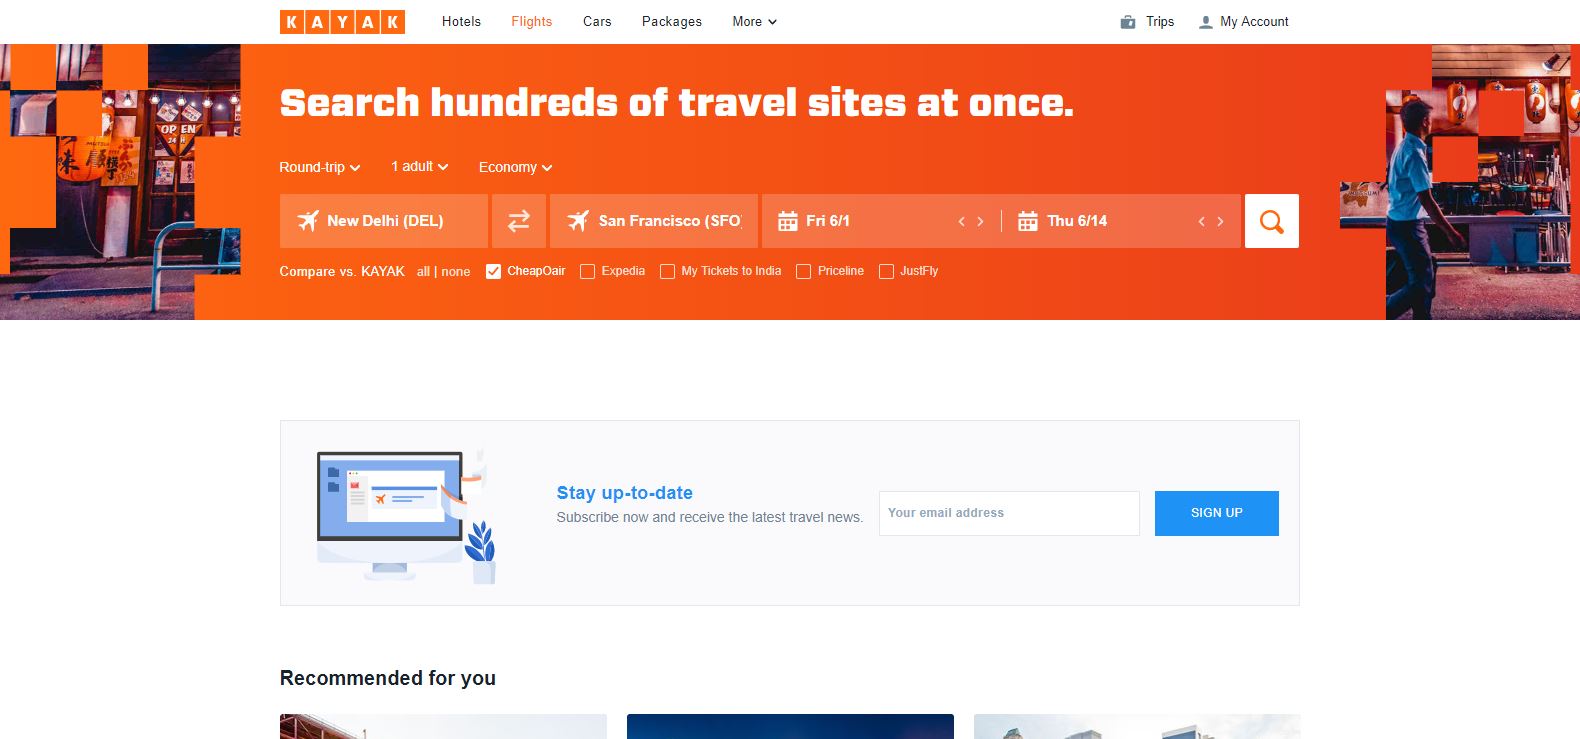 KAYAK Hotels Flights Cars Packages More Trips My Account
Search hundreds of travel sites at once.
Round-trip 1 adult Economy
New Delhi (DEL) San Francisco (SFO Fri 6/1 Thu 6/14
Compare vs. KAYAK all | none CheapOair Expedia My Tickets to India Priceline JustFly
OPEN
24H
Stay up-to-date
Subscribe now and receive the latest travel news.
Your email address
SIGN UP
Recommended for you